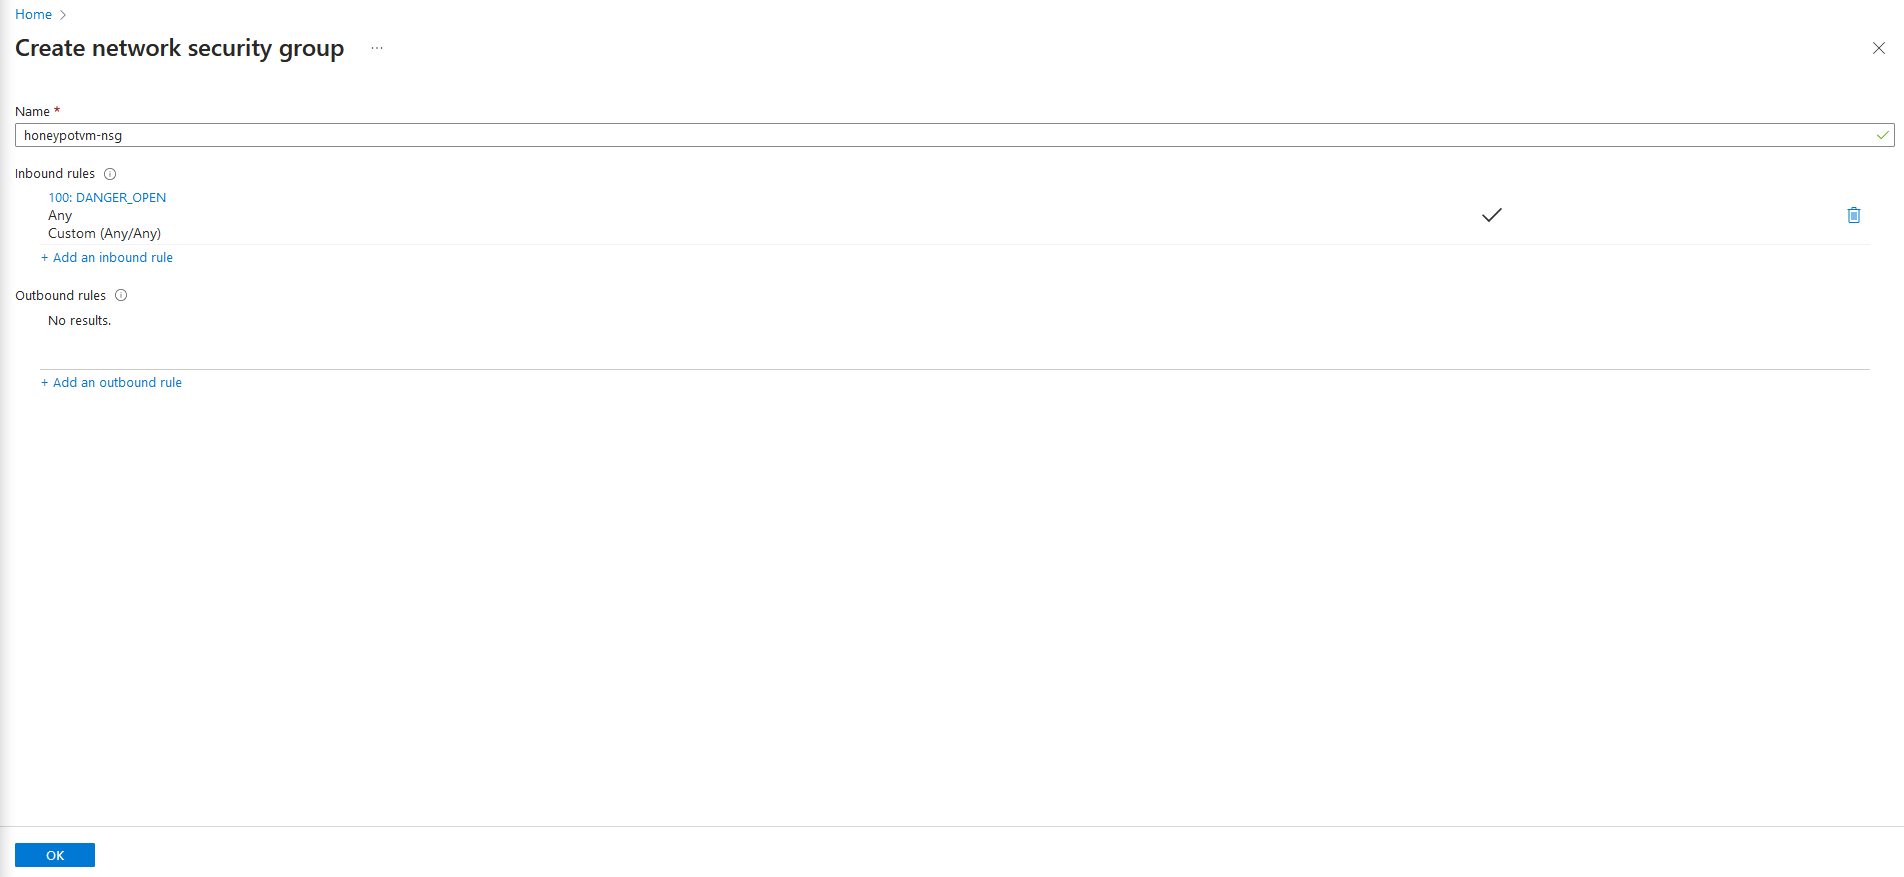 Home
Create network security group
Name *
honeypotvm-nsg
Inbound rules
100: DANGER_OPEN
Any
Custom (Any/Any)
+ Add an inbound rule
Outbound rules
No results.
+ Add an outbound rule
OK